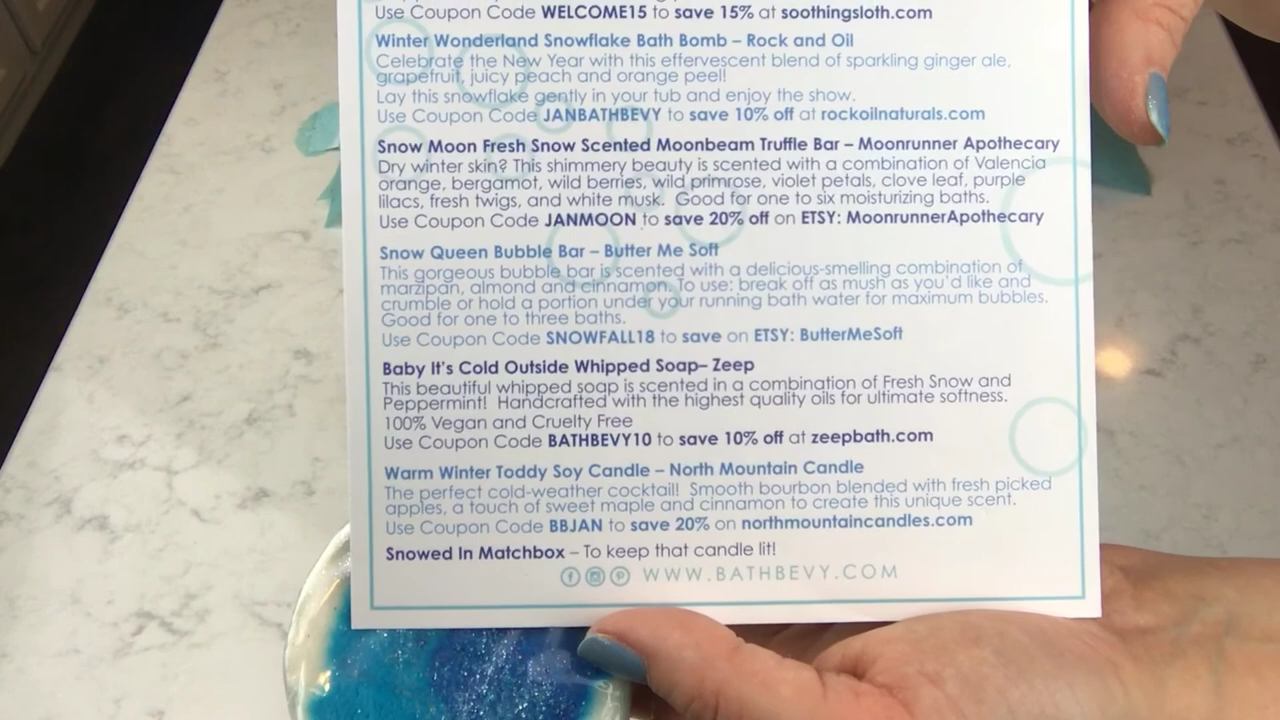 Use Coupon Code WELCOME15 to save 15% at soothingsloth.com
Winter Wonderland Snowflake Bath Bomb – Rock and Oil
Celebrate the New Year with this effervescent blend of sparkling ginger ale,
grapefruit, juicy peach and orange peel!
Lay this snowflake gently in your tub and enjoy the show.
Use Coupon Code JANBATHBEVY to save 10% off at rockoilnaturals.com
Snow Moon Fresh Snow Scented Moonbeam Truffle Bar – Moonrunner Apothecary
Dry winter skin? This shimmery beauty is scented with a combination of Valencia
orange, bergamot, wild berries, wild primrose, violet petals, clove leaf, purple
lilacs, fresh twigs, and white musk. Good for one to six moisturizing baths.
Use Coupon Code JANMOON to save 20% off on ETSY: MoonrunnerApothecary
Snow Queen Bubble Bar – Butter Me Soft
This gorgeous bubble bar is scented with a delicious-smelling combination of
marzipan, almond and cinnamon. To use: break off as mush as you'd like and
crumble or hold a portion under your running bath water for maximum bubbles.
Good for one to three baths.
Use Coupon Code SNOWFALL18 to save on ETSY: ButterMeSoft
Baby It's Cold Outside Whipped Soap– Zeep
This beautiful whipped soap is scented in a combination of Fresh Snow and
Peppermint! Handcrafted with the highest quality oils for ultimate softness.
100% Vegan and Cruelty Free
Use Coupon Code BATHBEVY10 to save 10% off at zeepbath.com
Warm Winter Toddy Soy Candle – North Mountain Candle
The perfect cold-weather cocktail! Smooth bourbon blended with fresh picked
apples, a touch of sweet maple and cinnamon to create this unique scent.
Use Coupon Code BBJAN to save 20% on northmountaincandles.com
Snowed In Matchbox – To keep that candle lit!
WWW.BATHBEVY.COM